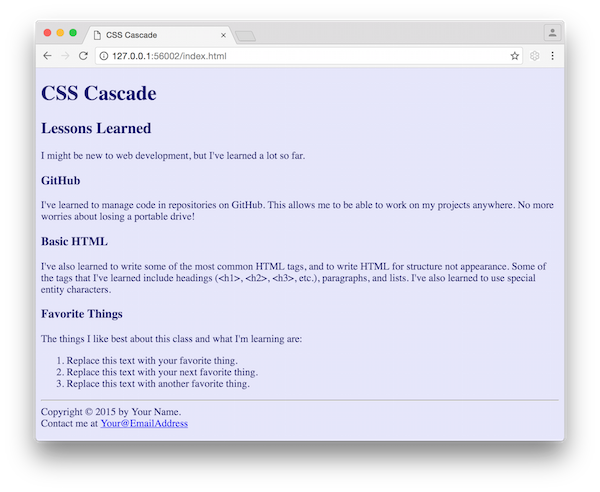 CSS Cascade
127.0.0.1:56002/index.html
CSS Cascade
Lessons Learned
I might be new to web development, but I've learned a lot so far.
GitHub
I've learned to manage code in repositories on GitHub. This allows me to be able to work on my projects anywhere. No more
worries about losing a portable drive!
Basic HTML
I've also learned to write some of the most common HTML tags, and to write HTML for structure not appearance. Some of
the tags that I've learned include headings (<h1>, <h2>, <h3>, etc.), paragraphs, and lists. I've also learned to use special
entity characters.
Favorite Things
The things I like best about this class and what I'm learning are:
1. Replace this text with your favorite thing.
2. Replace this text with your next favorite thing.
3. Replace this text with another favorite thing.
Copyright © 2015 by Your Name.
Contact me at Your@EmailAddress